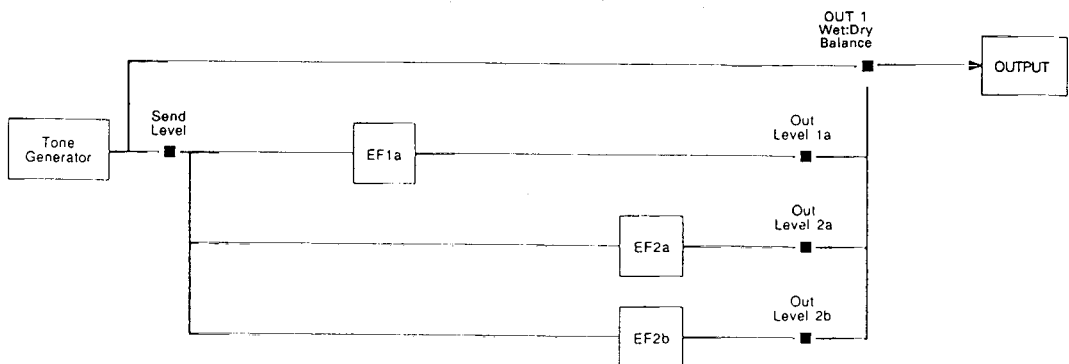 OUT 1
Wet:Dry
Balance
OUTPUT
Send
Level
Tone
Generator
EF1a
Out
Level 1a
EF2a
Out
Level 2a
EF2b
Out
Level 2b